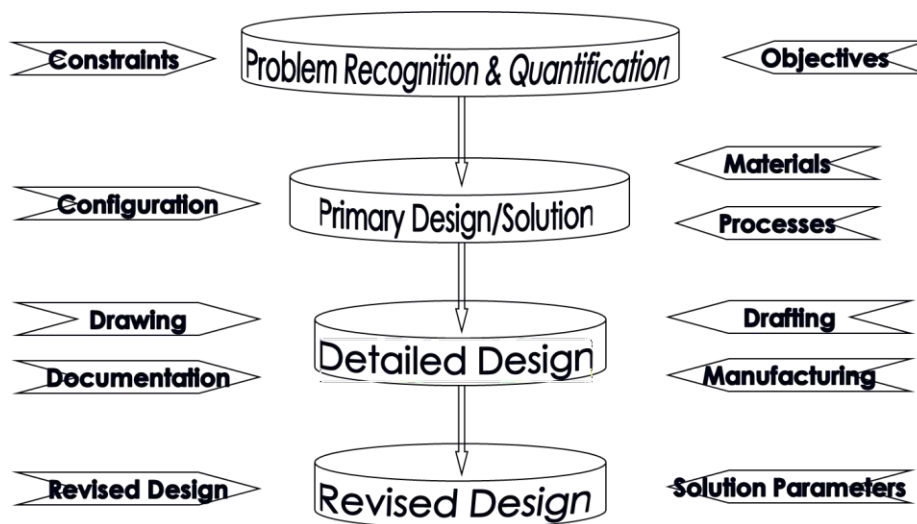 Constraints
Problem Recognition & Quantification
Objectives
Materials
Configuration
Primary Design/Solution
Processes
Drawing
Drafting
Detailed Design
Documentation
Manufacturing
Revised Design
Revised Design
Solution Parameters